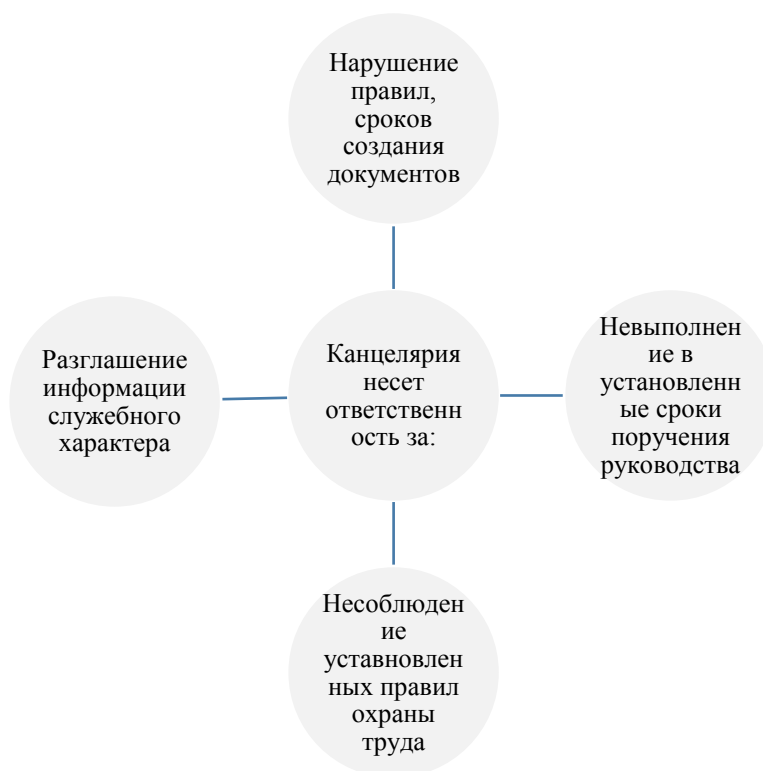 Нарушение
правил,
сроков
создания
документов
Разглашение
информации
служебного
характера
Канцелярия
несет
ответственн
ость за:
Невыполнен
ие в
установленн
ые сроки
поручения
руководства
Несоблюден
ие
уставновлен
ных правил
охраны
труда